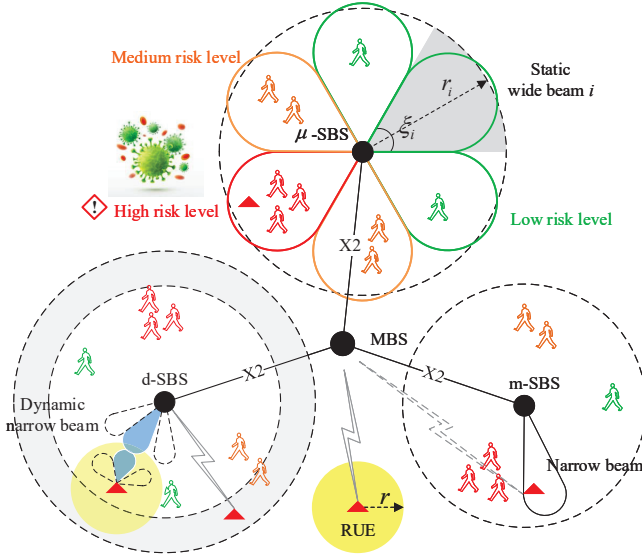 Medium risk level
Static
wide beam i
r_i
ξ_i
μ-SBS
!
High risk level
Low risk level
X2
MBS
d-SBS
X2
X2
m-SBS
Dynamic
narrow beam
Narrow beam
r
RUE